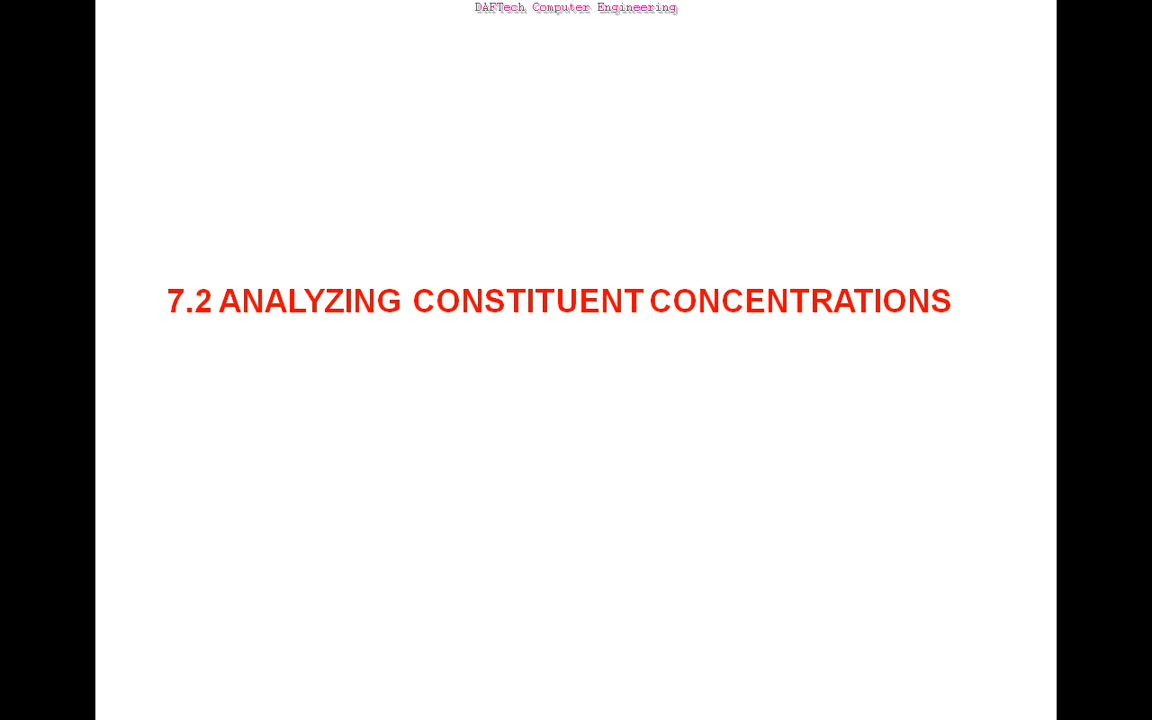 DAFTech Computer Engineering
7.2 ANALYZING CONSTITUENT CONCENTRATIONS